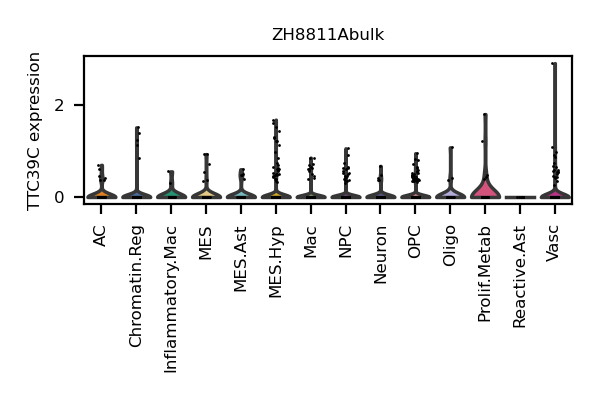 ZH8811Abulk
TTC39C expression
2
0
AC
Chromatin.Reg
Inflammatory.Mac
MES
MES.Ast
MES.Hyp
Mac
NPC
Neuron
OPC
Oligo
Prolif.Metab
Reactive.Ast
Vasc